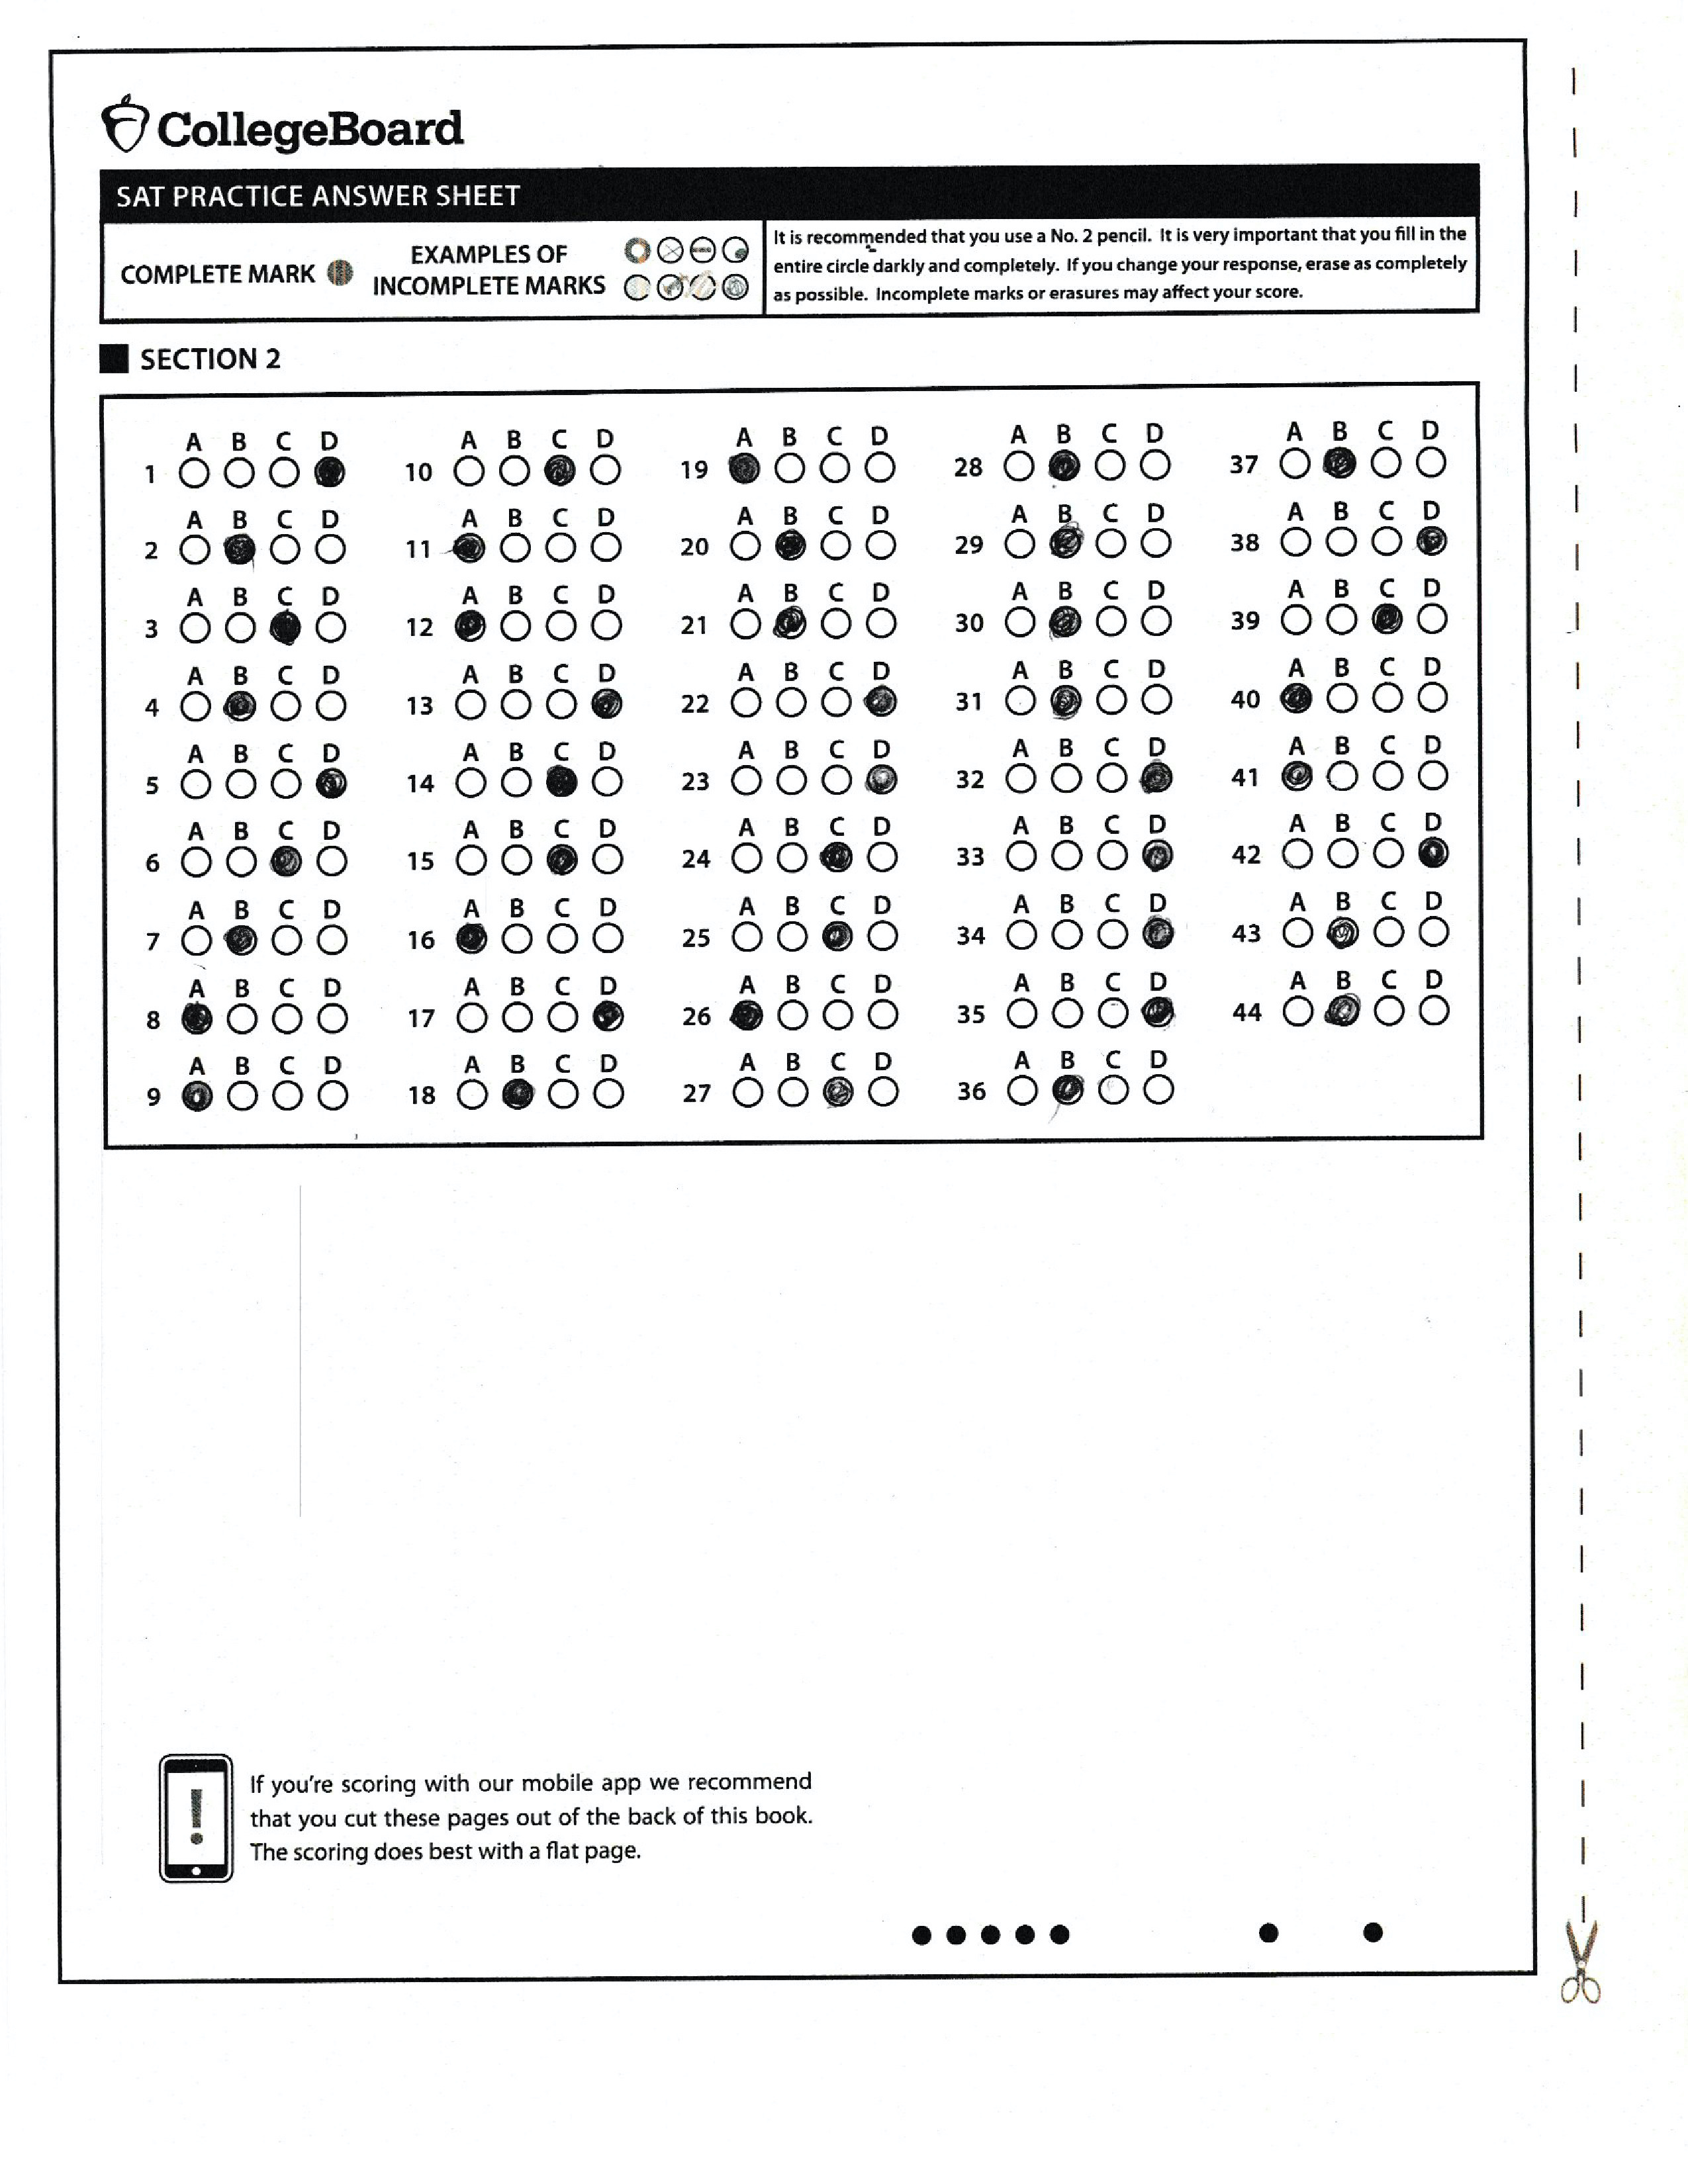 CollegeBoard
SAT PRACTICE ANSWER SHEET
COMPLETE MARK
EXAMPLES OF
INCOMPLETE MARKS
It is recommended that you use a No. 2 pencil. It is very important that you fill in the
entire circle darkly and completely. If you change your response, erase as completely
as possible. Incomplete marks or erasures may affect your score.
SECTION 2
A B C D
1
A B C D
2
A B C D
3
A B C D
4
A B C D
5
A B C D
6
A B C D
7
A B C D
8
A B C D
9
A B C D
10
A B C D
11
A B C D
12
A B C D
13
A B C D
14
A B C D
15
A B C D
16
A B C D
17
A B C D
18
A B C D
19
A B C D
20
A B C D
21
A B C D
22
A B C D
23
A B C D
24
A B C D
25
A B C D
26
A B C D
27
A B C D
28
A B C D
29
A B C D
30
A B C D
31
A B C D
32
A B C D
33
A B C D
34
A B C D
35
A B C D
36
A B C D
37
A B C D
38
A B C D
39
A B C D
40
A B C D
41
A B C D
42
A B C D
43
A B C D
44
If you're scoring with our mobile app we recommend
that you cut these pages out of the back of this book.
The scoring does best with a flat page.